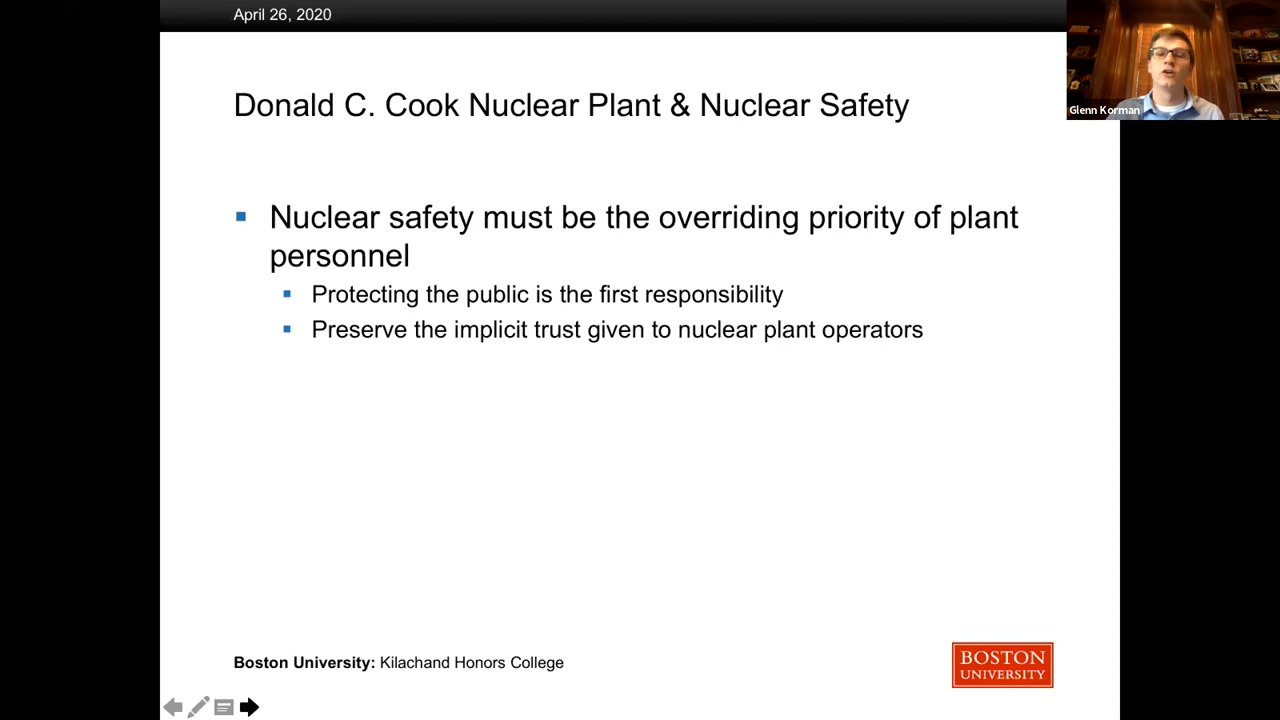 April 26, 2020
Glenn Korman
Donald C. Cook Nuclear Plant & Nuclear Safety
Nuclear safety must be the overriding priority of plant
personnel
Protecting the public is the first responsibility
Preserve the implicit trust given to nuclear plant operators
Boston University: Kilachand Honors College
BOSTON
UNIVERSITY